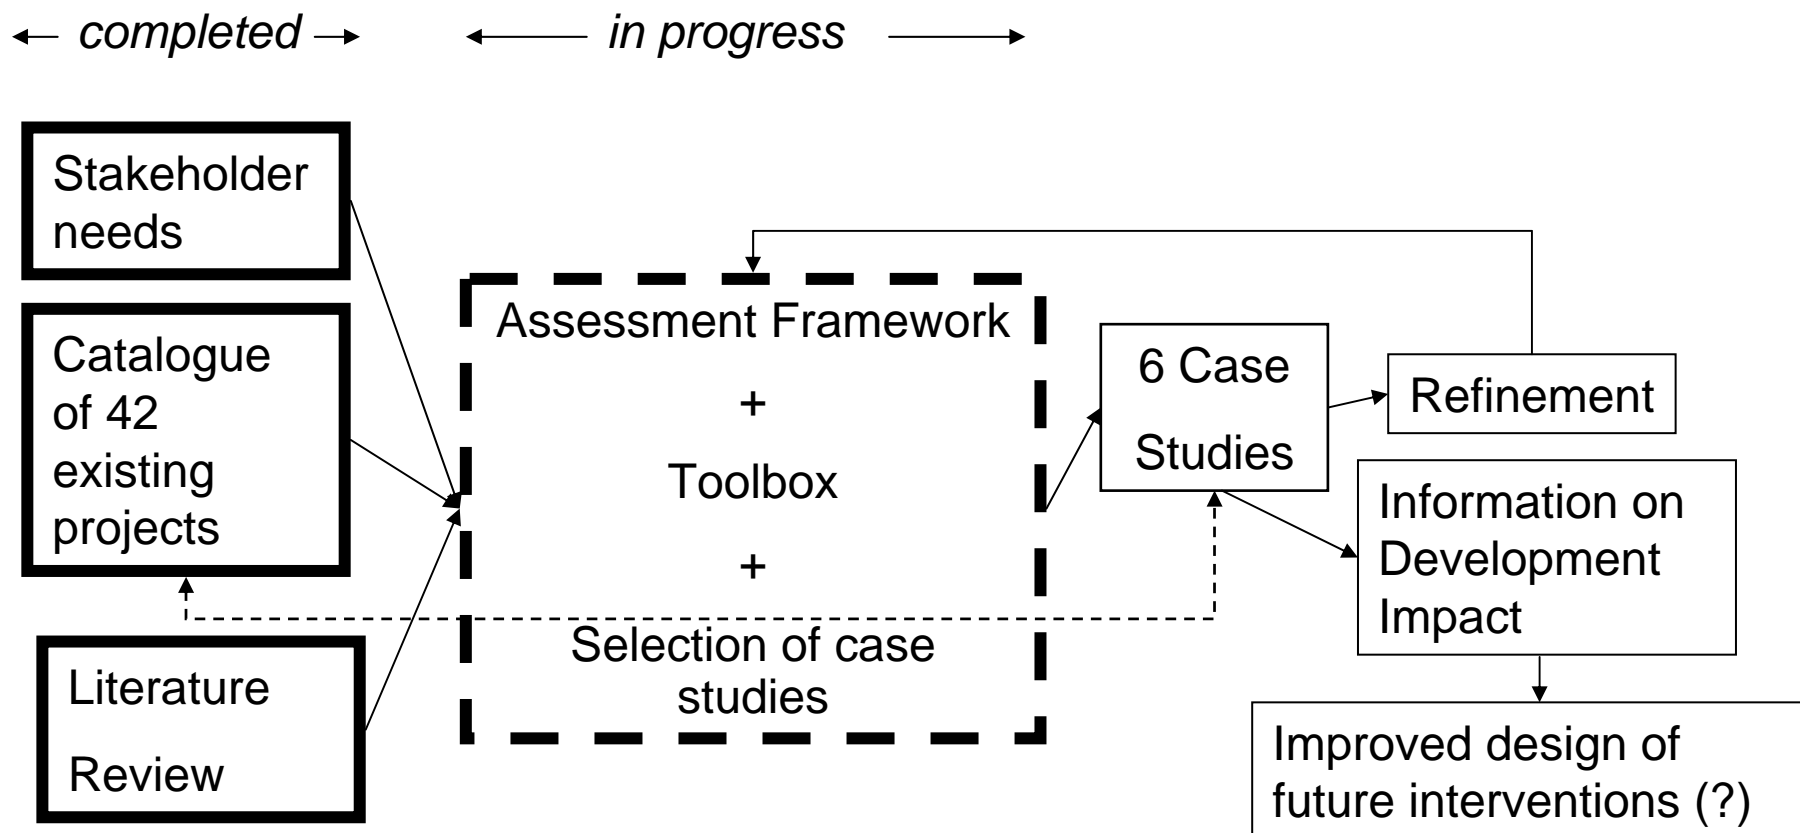 completed
in progress
Stakeholder
needs
Catalogue
of 42
existing
projects
Literature
Review
Assessment Framework
+
Toolbox
+
Selection of case
studies
6 Case
Studies
Refinement
Information on
Development
Impact
Improved design of
future interventions (?)